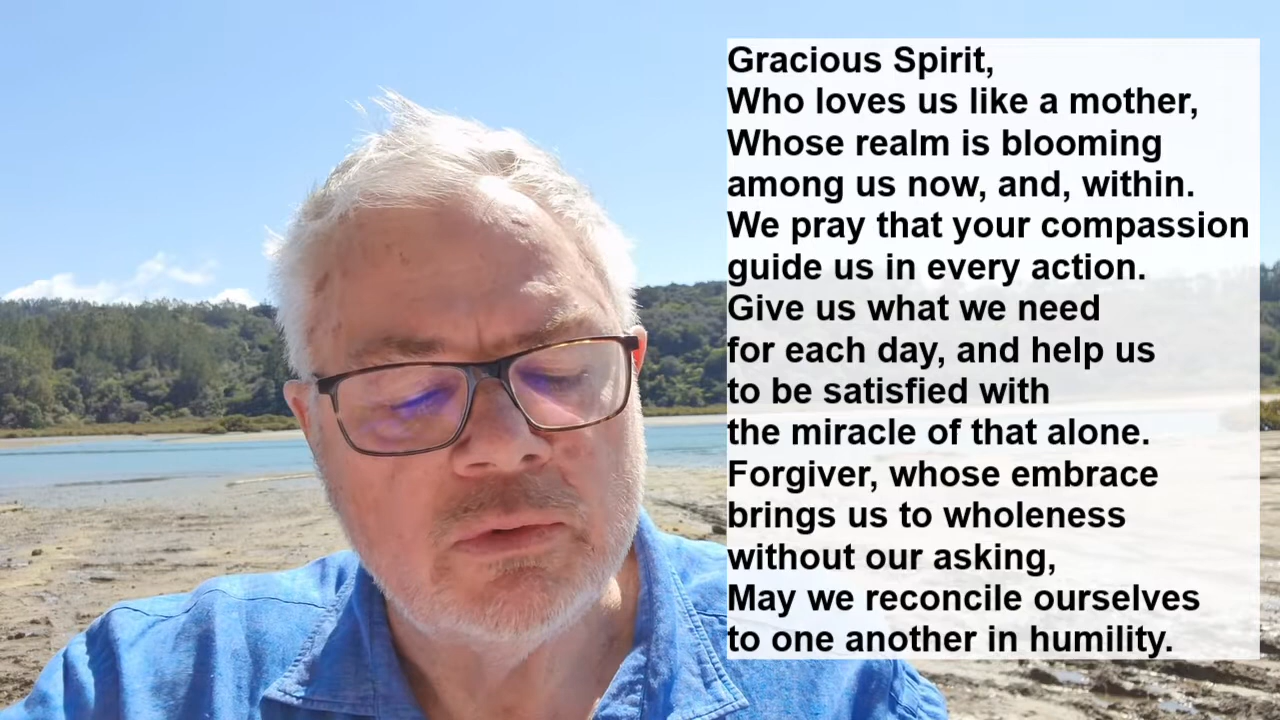 Gracious Spirit,
Who loves us like a mother,
Whose realm is blooming
among us now, and, within.
We pray that your compassion
guide us in every action.
Give us what we need
for each day, and help us
to be satisfied with
the miracle of that alone.
Forgiver, whose embrace
brings us to wholeness
without our asking,
May we reconcile ourselves
to one another in humility.